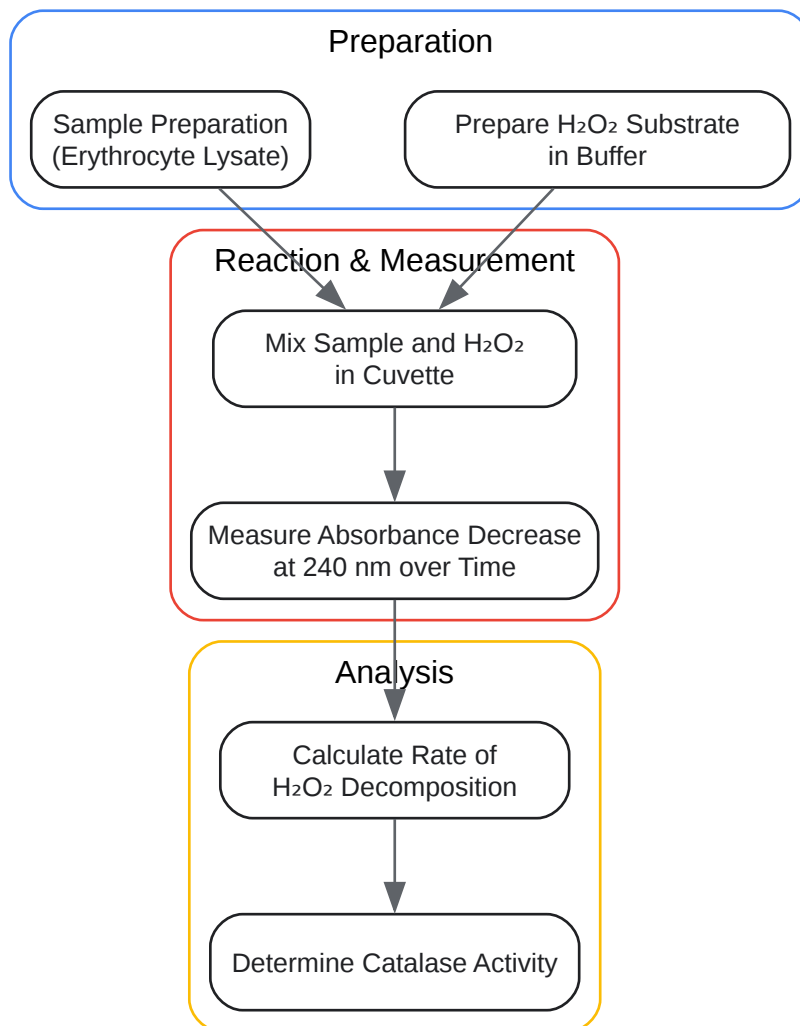 Preparation
Sample Preparation
(Erythrocyte Lysate)
Prepare H₂O₂ Substrate
in Buffer
Reaction & Measurement
Mix Sample and H₂O₂
in Cuvette
Measure Absorbance Decrease
at 240 nm over Time
Analysis
Calculate Rate of
H₂O₂ Decomposition
Determine Catalase Activity